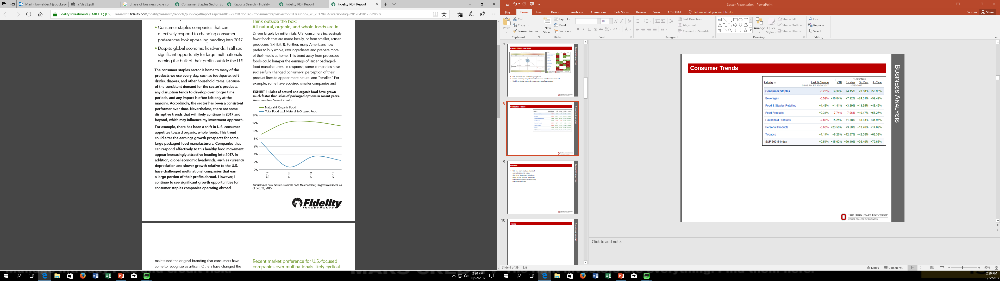 Mail - forwalder.1@buckeye
a7da32.pdf
phase of business cycle con
Consumer Staples Sector Bu
Reports Search - Fidelity
Fidelity PDF Report
Fidelity PDF Report
Fidelity Investments (FMR LLC) [US]
research2.fidelity.com/fidelity/research/reports/public/getReport.asp?feedID=2271&docTag=ConsumerStaplesSector2017Outlook_90_20170404&versionTag=20170418175528609
• Consumer staples companies that can
effectively respond to changing consumer
preferences look appealing heading into 2017.
• Despite global economic headwinds, I still see
significant opportunity for large multinationals
earning the bulk of their profits outside the U.S.
The consumer staples sector is home to many of the
products we use every day, such as toothpaste, soft
drinks, diapers, and other household items. Because
of the consistent demand for the sector's products,
any disruption tends to develop over longer time
periods, and any impact is often felt only at the
margins. Accordingly, the sector has been a consistent
performer over time. Nevertheless, there are some
disruptive trends that will likely continue in 2017 and
beyond, which may influence my investment approach.
For example, there has been a shift in U.S. consumer
appetites toward organic, whole foods. This trend
could alter the earnings growth prospects for some
large packaged-food manufacturers. Companies that
can respond effectively to this healthy food movement
appear increasingly attractive heading into 2017. In
addition, global economic headwinds, such as currency
depreciation and slower growth relative to the U.S,
have challenged multinational companies that earn
a large portion of their profits abroad. However, I
continue to see significant growth opportunities for
consumer staples companies operating abroad.
Think outside the box:
All-natural, organic, and whole foods are in
Driven largely by millennials, U.S. consumers increasingly
favor foods that are made locally, or from smaller, artisan
producers (Exhibit 1). Further, many Americans now
prefer to buy whole, raw ingredients and prepare more
of their meals at home. This trend away from processed
foods could hamper the earnings of larger packaged-
food manufacturers. In response, some companies have
successfully changed consumers' perception of their
product lines to appear more natural and "smaller." For
example, some have acquired smaller companies and
EXHIBIT 1: Sales of natural and organic food have grown
much faster than sales of packaged options in recent years.
Year-over-Year Sales Growth
Natural & Organic Food
Total Food excl. Natural & Organic Food
14%
12%
10%
8%
6%
4%
2%
0%
2012
2013
2014
2015
Annual sales data. Source: Natural Foods Merchandiser, Progressive Grocer, as
of Dec. 31, 2015.
Fidelity
INVESTMENTS
maintained the original branding that consumers have
come to recognize as artisan. Others have changed the
Recent market preference for U.S.-focused
companies over multinationals likely cyclical
2:20 PM
10/22/2017
Sector Presentation - PowerPoint
File Home Insert Design Transitions Animations Slide Show Review View ACROBAT Tell me what you want to do...
Sign in Share
Paste
Cut
Copy
Format Painter
Clipboard
New
Slide
Layout
Reset
Section
Slides
18
Font
Text Direction
Align Text
Convert to SmartArt
Paragraph
Arrange
Quick
Styles
Shape Fill
Shape Outline
Shape Effects
Drawing
Find
Replace
Select
Editing
7
Phase of Business Cycle
BUSINESS ANALYSIS
• U.S. between mid- and late-cycle phase
• Global economy in synchronized expansion with low recession risk
• Upside to global economic momentum may have peaked
8
Consumer Trends
BUSINESS ANALYSIS
9
Demand
BUSINESS ANALYSIS
• U.S. in a more mature phase of
current economic cycle,
therefore, increased volatility is
likely on the horizon. However,
consumer staples have relatively
consistent demand
10
Supply
BUSINESS ANALYSIS
Consumer Trends
BUSINESS ANALYSIS
% CHANGE
Industry Last % Change YTD 1 - Year 3 - Year 5 - Year
05:02 PM ET 10/20/2017 10/20/2017
Consumer Staples -0.20% +4.39% +4.15% +20.68% +50.93%
Beverages -0.52% +10.84% +7.92% +24.01% +59.42%
Food & Staples Retailing +1.43% +1.41% +3.89% +13.35% +48.49%
Food Products +0.31% -7.74% -7.06% +19.17% +56.27%
Household Products -2.88% +5.25% +1.58% +8.83% +31.96%
Personal Products -0.60% +23.56% +3.58% +13.76% +14.09%
Tobacco +1.14% +8.26% +12.57% +42.08% +63.33%
S&P 500 ® Index +0.51% +15.02% +20.10% +36.49% +79.68%
THE OHIO STATE UNIVERSIT
FISHER COLLEGE OF BUSINESS
Click to add notes
Slide 8 of 39
Notes
Comments
90%
2:20 PM
10/22/2017